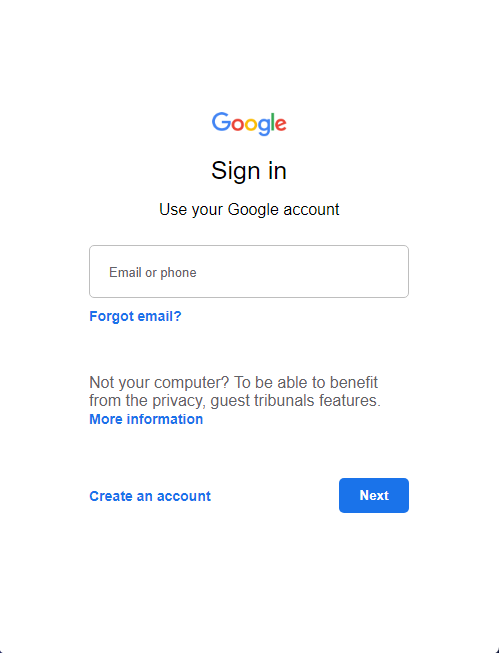 Google
Sign in
Use your Google account
Email or phone
Forgot email?
Not your computer? To be able to benefit
from the privacy, guest tribunals features.
More information
Create an account
Next